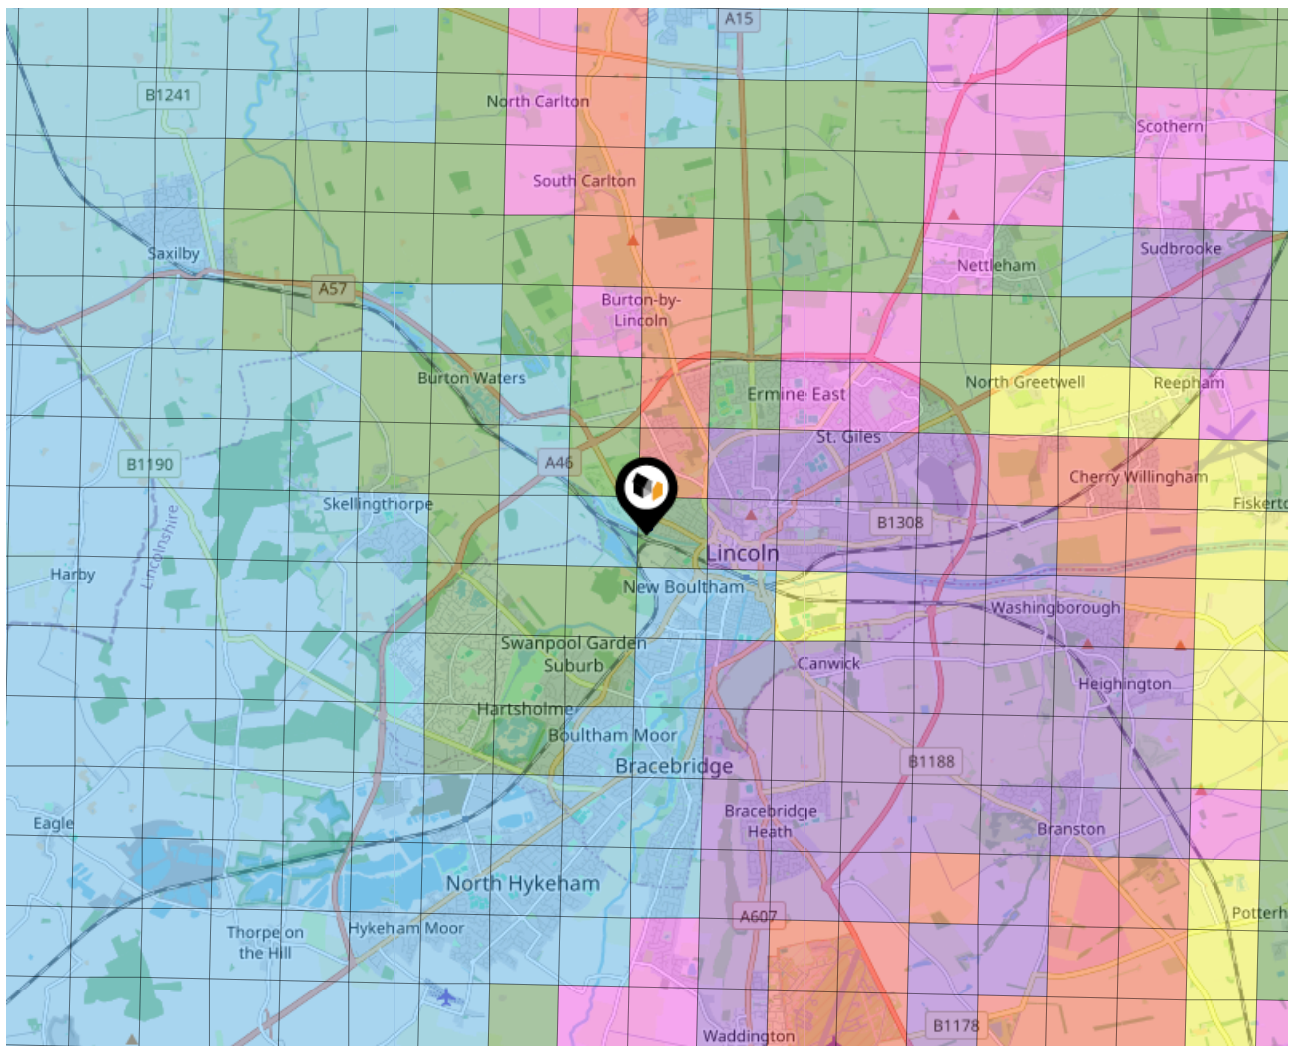 A15
B1241
North Carlton
Scothern
South Carlton
Saxilby
Sudbrooke
Nettleham
A57
Burton-by-
Lincoln
Burton Waters
Ermine East
North Greetwell
Reepham
St. Giles
B1190
A46
Cherry Willingham
Skellingthorpe
Fiskerto
B1308
Lincolnshire
Lincoln
Harby
New Boultham
Washingborough
Swanpool Garden
Suburb
Canwick
Heighington
Hartsholme
Boultham Moor
Bracebridge
B1188
Eagle
Bracebridge
Heath
Branston
North Hykeham
A607
Potterh
Thorpe on
the Hill
Hykeham Moor
Waddington
B1178